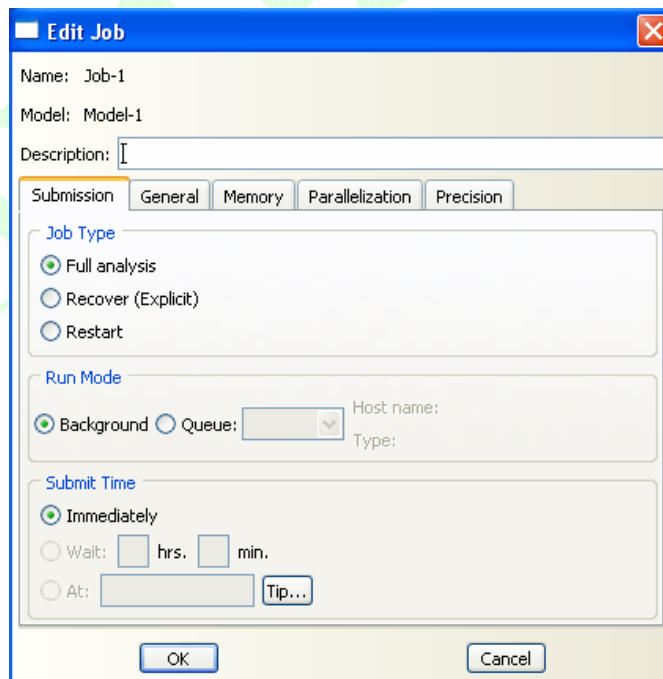 Edit Job
Name: Job-1
Model: Model-1
Description:
Submission General Memory Parallelization Precision
Job Type
Full analysis
Recover (Explicit)
Restart
Run Mode
Background Queue: Host name:
Type:
Submit Time
Immediately
Wait: hrs. min.
At: Tip...
OK Cancel